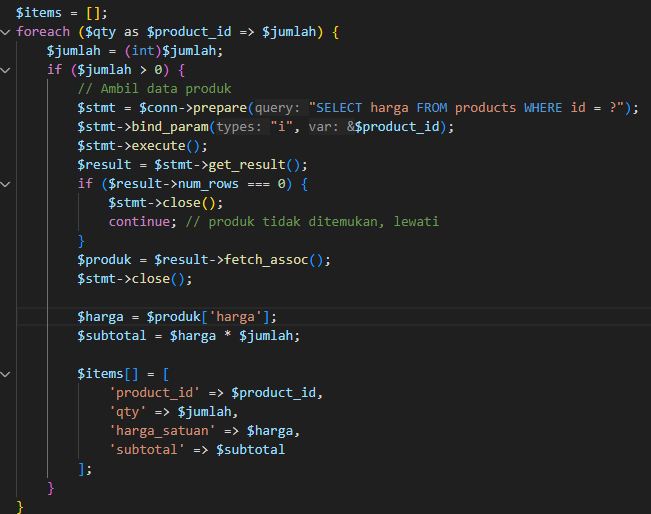 $items = [];
foreach ($qty as $product_id => $jumlah) {
    $jumlah = (int)$jumlah;
    if ($jumlah > 0) {
        // Ambil data produk
        $stmt = $conn->prepare(query: "SELECT harga FROM products WHERE id = ?");
        $stmt->bind_param(types: "i", var: &$product_id);
        $stmt->execute();
        $result = $stmt->get_result();
        if ($result->num_rows === 0) {
            $stmt->close();
            continue; // produk tidak ditemukan, lewati
        }
        $produk = $result->fetch_assoc();
        $stmt->close();

        $harga = $produk['harga'];
        $subtotal = $harga * $jumlah;

        $items[] = [
            'product_id' => $product_id,
            'qty' => $jumlah,
            'harga_satuan' => $harga,
            'subtotal' => $subtotal
        ];
    }
}